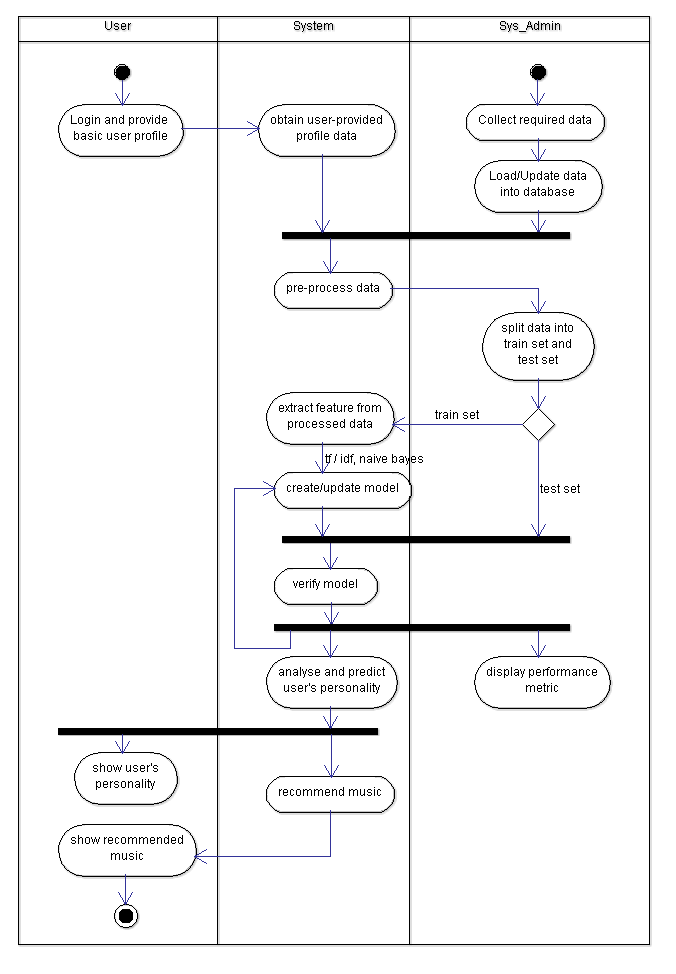 User
System
Sys_Admin
Login and provide
basic user profile
obtain user-provided
profile data
Collect required data
Load/Update data
into database
pre-process data
split data into
train set and
test set
extract feature from
processed data
train set
tf / idf, naive bayes
create/update model
test set
verify model
analyse and predict
user's personality
display performance
metric
show user's
personality
recommend music
show recommended
music